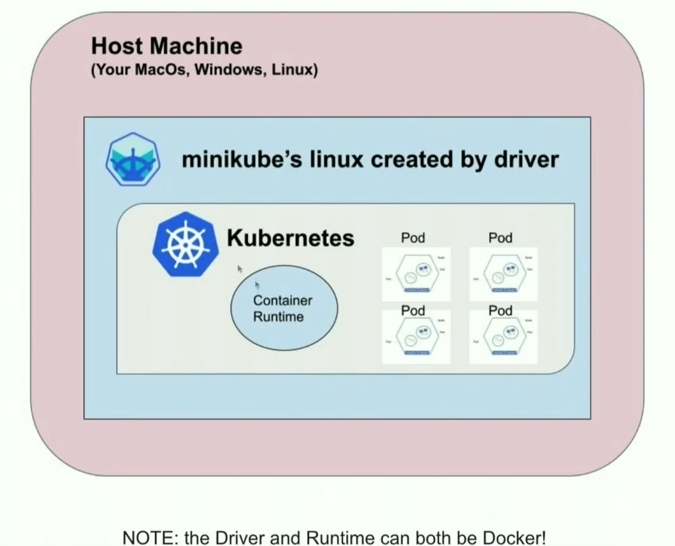 Host Machine
(Your MacOs, Windows, Linux)
minikube's linux created by driver
Kubernetes
Pod Pod
Container
Runtime
Pod Pod
NOTE: the Driver and Runtime can both be Docker!